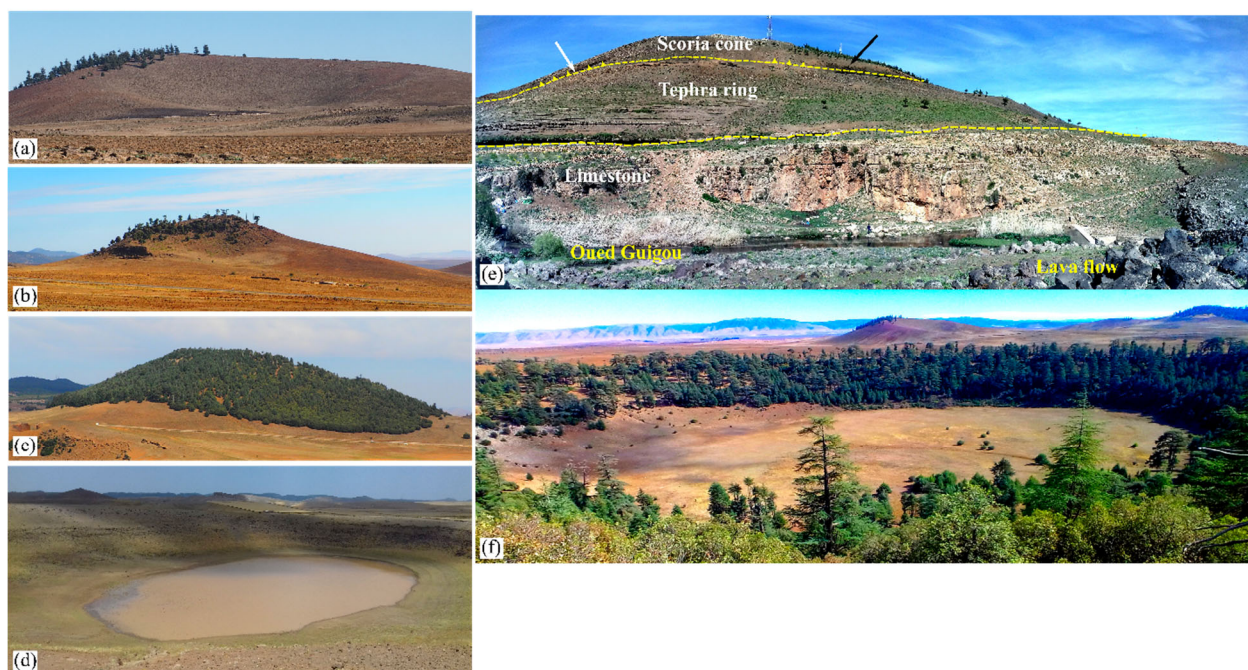 (a)
(b)
(c)
(d)
Scoria cone
Tephra ring
Limestone
Oued Guigou
Lava flow
(e)
(f)